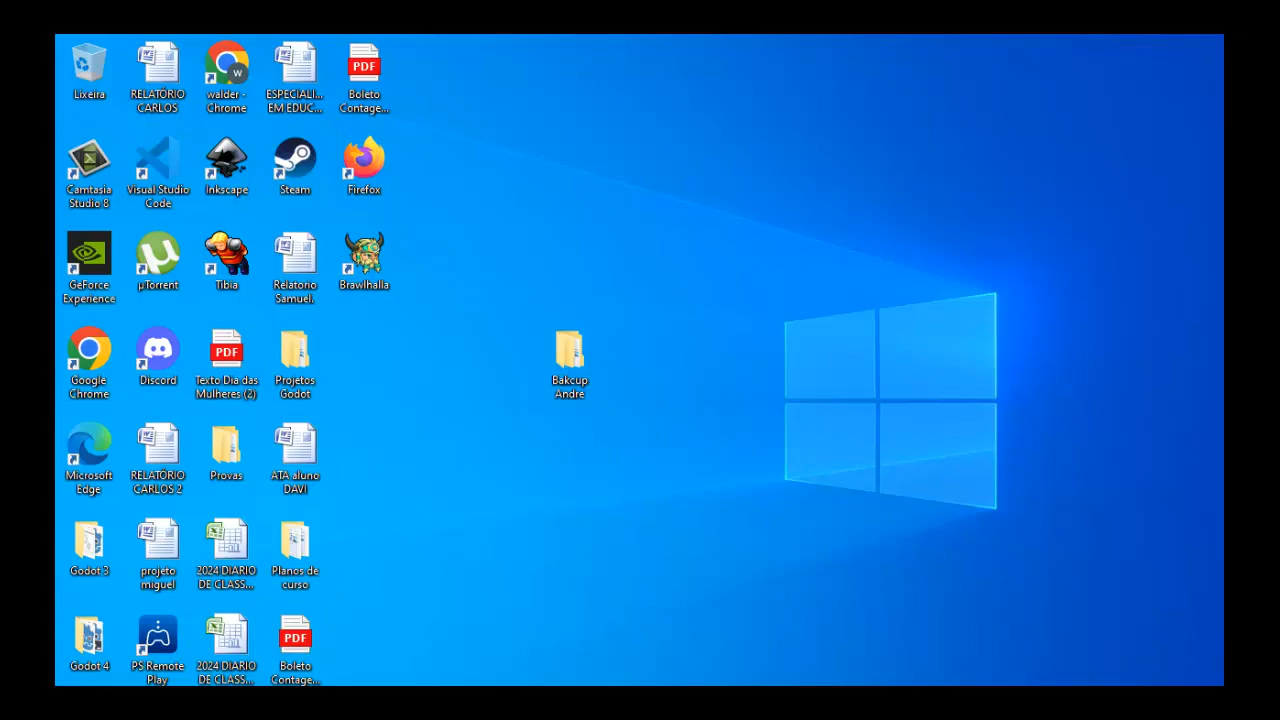 Lixeira
RELATÓRIO
CARLOS
walder -
Chrome
W
ESPECIALI...
EM EDUC...
PDF
Boleto
Contage...
Camtasia
Studio 8
Visual Studio
Code
Inkscape
Steam
Firefox
GeForce
Experience
µTorrent
Tibia
Relatorio
Samuel.
Brawlhalla
Google
Chrome
Discord
PDF
Texto Dia das
Mulheres (2)
Projetos
Godot
Bakcup
Andre
Microsoft
Edge
RELATÓRIO
CARLOS 2
Provas
ATA aluno
DAVI
Godot 3
projeto
miguel
2024 DIARIO
DE CLASS...
Planos de
curso
Godot 4
PS Remote
Play
2024 DIARIO
DE CLASS...
PDF
Boleto
Contage...